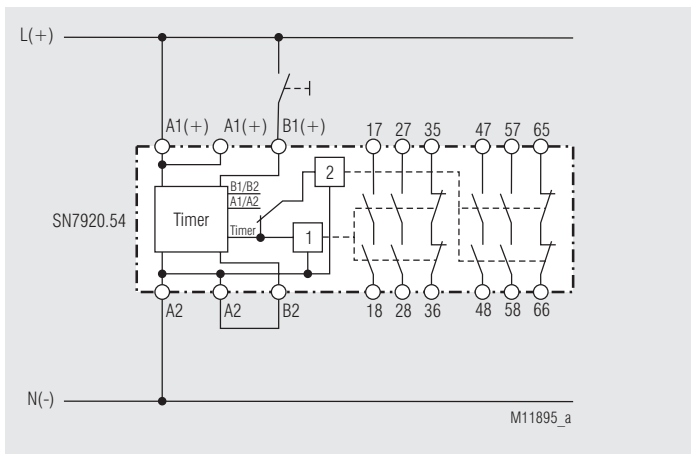 L(+)
A1(+) A1(+) B1(+) 17 27 35 47 57 65
SN7920.54
Timer
B1/B2
A1/A2
Timer
2
1
A2 A2 B2 18 28 36 48 58 66
N(-)
M11895_a